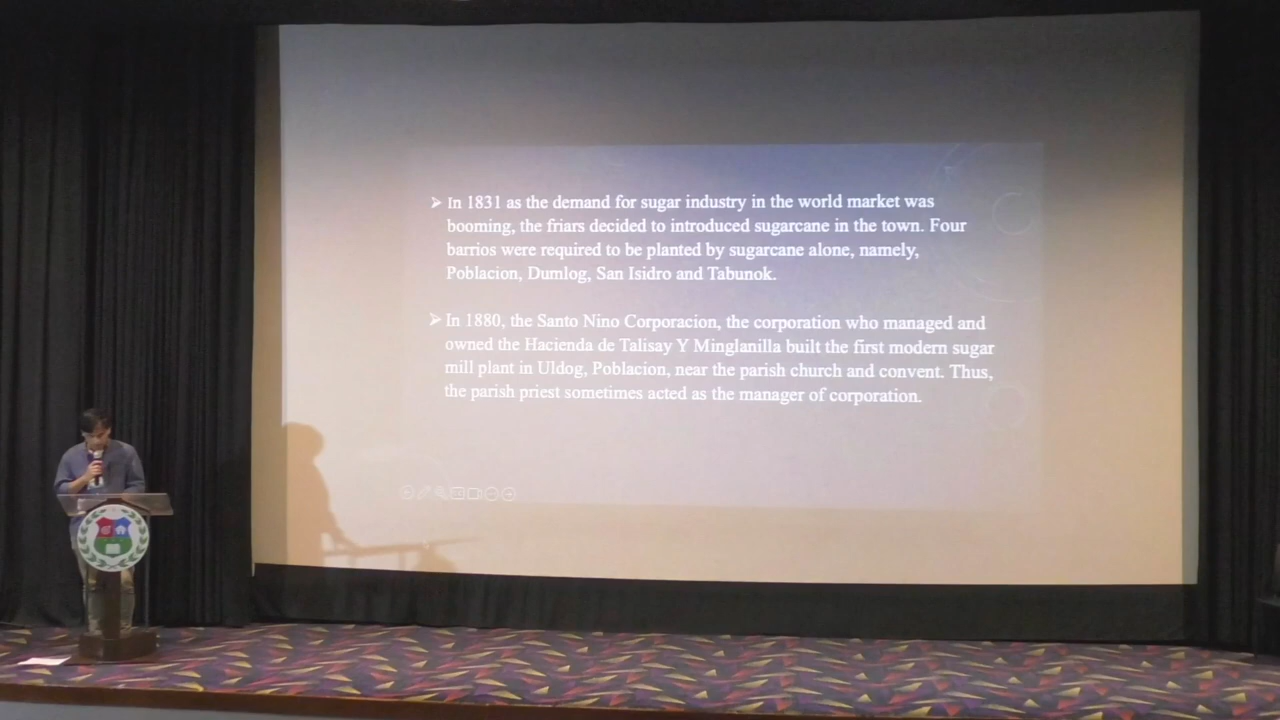 ➢ In 1831 as the demand for sugar industry in the world market was
booming, the friars decided to introduced sugarcane in the town. Four
barrios were required to be planted by sugarcane alone, namely,
Poblacion, Dumlog, San Isidro and Tabunok.
➢ In 1880, the Santo Nino Corporacion, the corporation who managed and
owned the Hacienda de Talisay Y Minglanilla built the first modern sugar
mill plant in Uldog, Poblacion, near the parish church and convent. Thus,
the parish priest sometimes acted as the manager of corporation.